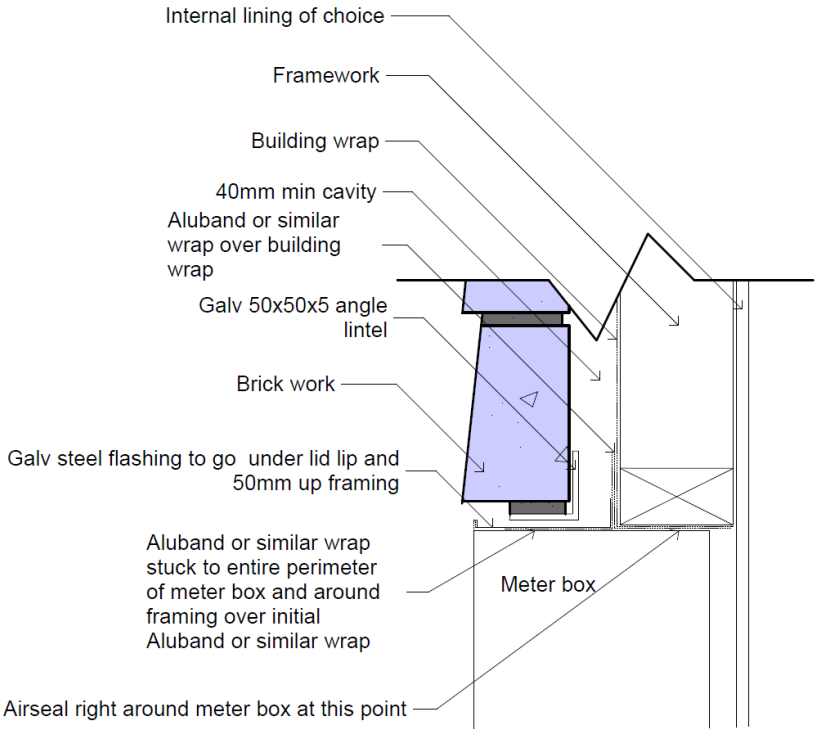 Internal lining of choice
Framework
Building wrap
40mm min cavity
Aluband or similar
wrap over building
wrap
Galv 50x50x5 angle
lintel
Brick work
Galv steel flashing to go under lid lip and
50mm up framing
Aluband or similar wrap
stuck to entire perimeter
of meter box and around
framing over initial
Aluband or similar wrap
Meter box
Airseal right around meter box at this point